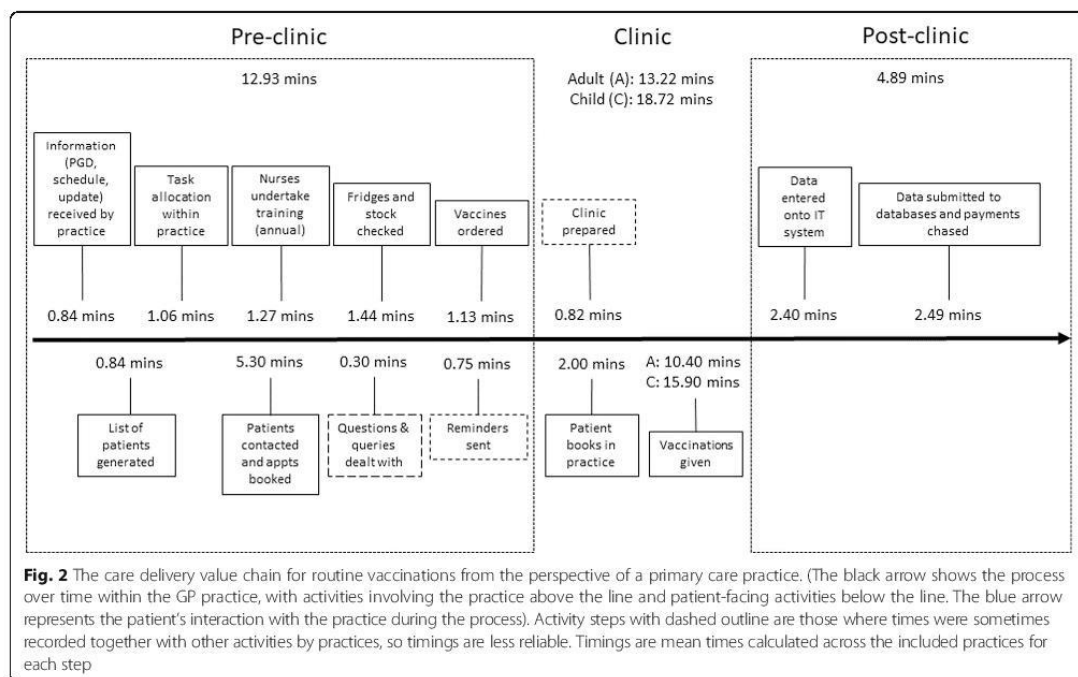 Pre-clinic
Clinic
Post-clinic
12.93 mins
Adult (A): 13.22 mins
Child (C): 18.72 mins
4.89 mins
Information
(PGD,
schedule,
update)
received by
practice
Task
allocation
within
practice
Nurses
undertake
training
(annual)
Fridges and
stock
checked
Vaccines
ordered
Clinic
prepared
Data
entered
onto IT
system
Data submitted to
databases and payments
chased
0.84 mins
1.06 mins
1.27 mins
1.44 mins
1.13 mins
0.82 mins
2.40 mins
2.49 mins
0.84 mins
5.30 mins
0.30 mins
0.75 mins
2.00 mins
A: 10.40 mins
C: 15.90 mins
List of
patients
generated
Patients
contacted
and appts
booked
Questions &
queries
dealt with
Reminders
sent
Patient
books in
practice
Vaccinations
given
Fig. 2 The care delivery value chain for routine vaccinations from the perspective of a primary care practice. (The black arrow shows the process
over time within the GP practice, with activities involving the practice above the line and patient-facing activities below the line. The blue arrow
represents the patient's interaction with the practice during the process). Activity steps with dashed outline are those where times were sometimes
recorded together with other activities by practices, so timings are less reliable. Timings are mean times calculated across the included practices for
each step